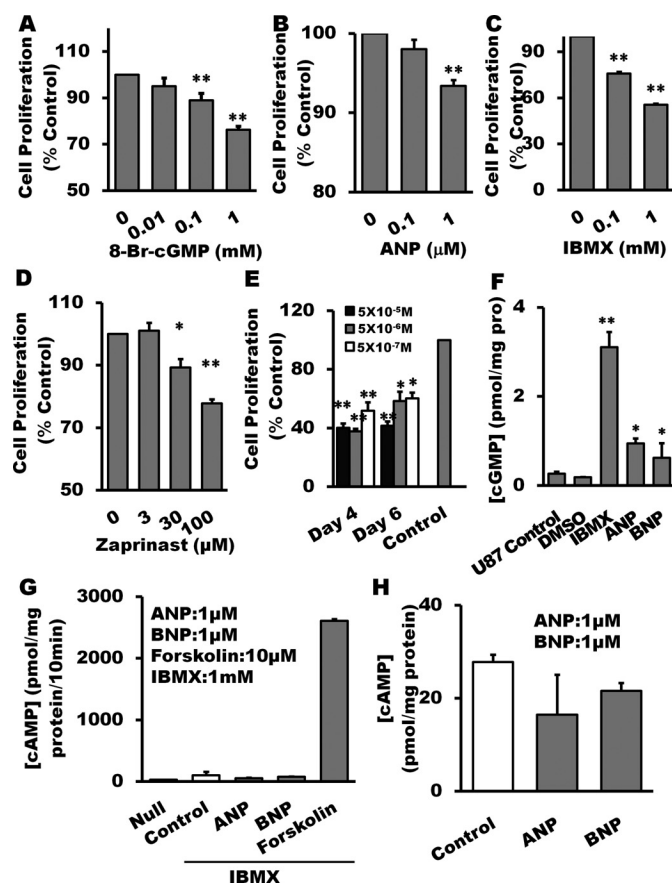 A
Cell Proliferation
(% Control)
110
90
70
50
**
**
0
0.01
0.1
1
8-Br-cGMP (mM)
B
Cell Proliferation
(% Control)
100
90
80
**
0
0.1
1
ANP (μM)
C
Cell Proliferation
(% Control)
90
60
30
0
**
**
0
0.1
1
IBMX (mM)
D
Cell Proliferation
(% Control)
110
90
70
50
*
**
0
3
30
100
Zaprinast (μM)
E
Cell Proliferation
(% Control)
120
80
40
0
5X10-5M
5X10-6M
5X10-7M
**
**
**
**
*
*
Day 4
Day 6
Control
F
[cGMP] (pmol/mg pro)
4
2
0
**
*
*
U87 Control
DMSO
IBMX
ANP
BNP
G
[cAMP] (pmol/mg
protein/10min)
3000
2000
1000
0
ANP:1μM
BNP:1μM
Forskolin:10μM
IBMX:1mM
Null
Control
ANP
BNP
Forskolin
IBMX
H
[cAMP]
(pmol/mg protein)
40
20
0
ANP:1μM
BNP:1μM
Control
ANP
BNP